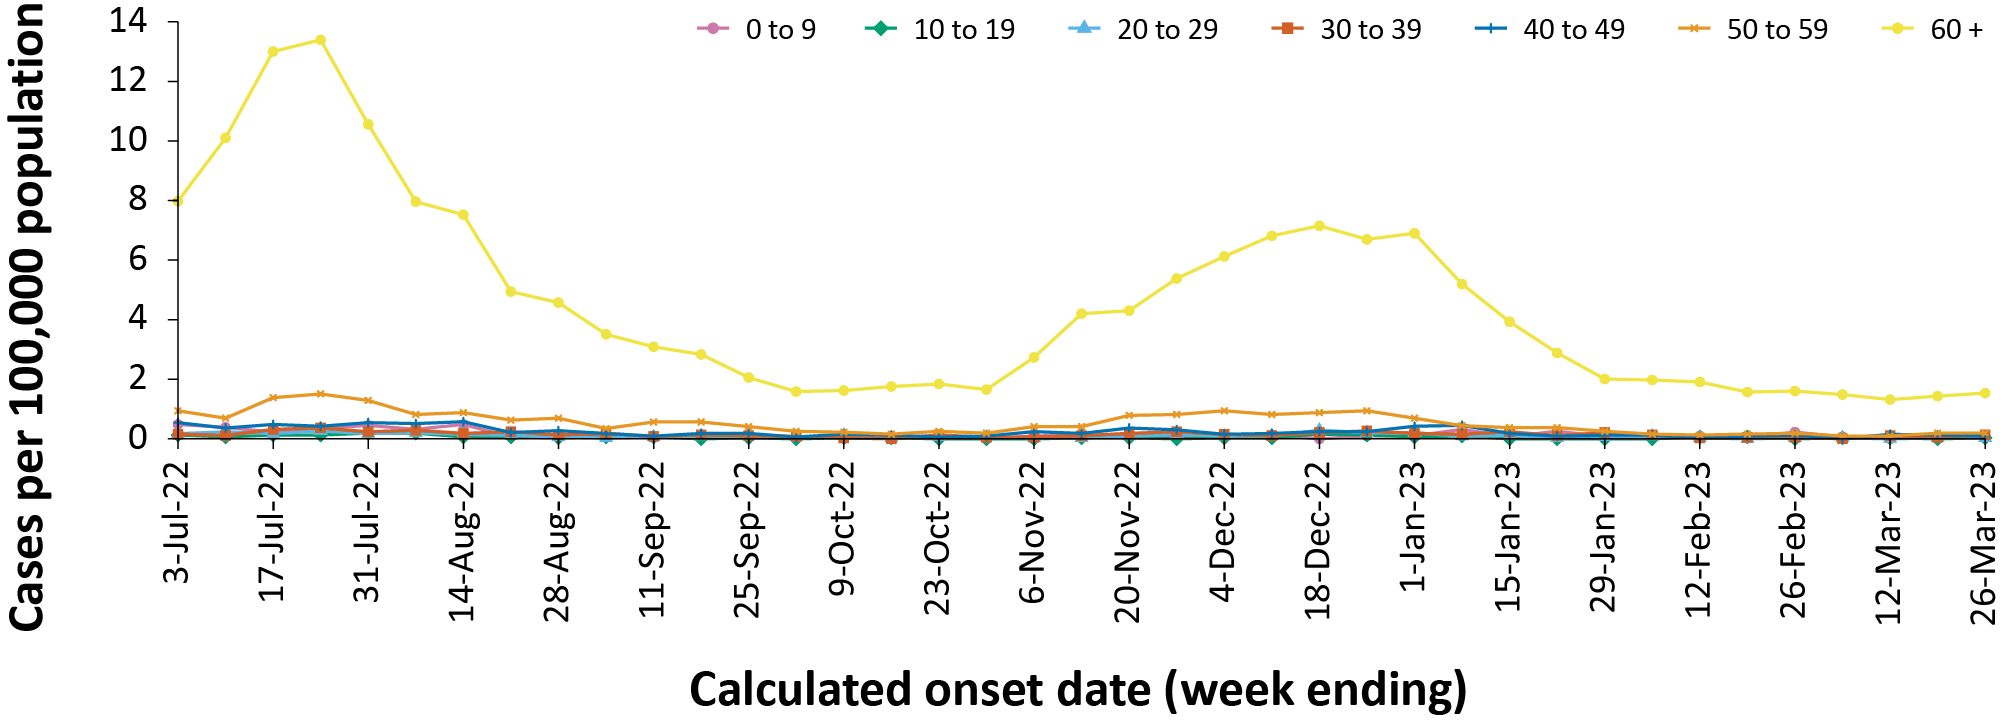 Cases per 100,000 population
14
12
10
8
6
4
2
0
0 to 9
10 to 19
20 to 29
30 to 39
40 to 49
50 to 59
60 +
3-Jul-22
17-Jul-22
31-Jul-22
14-Aug-22
28-Aug-22
11-Sep-22
25-Sep-22
9-Oct-22
23-Oct-22
6-Nov-22
20-Nov-22
4-Dec-22
18-Dec-22
1-Jan-23
15-Jan-23
29-Jan-23
12-Feb-23
26-Feb-23
12-Mar-23
26-Mar-23
Calculated onset date (week ending)